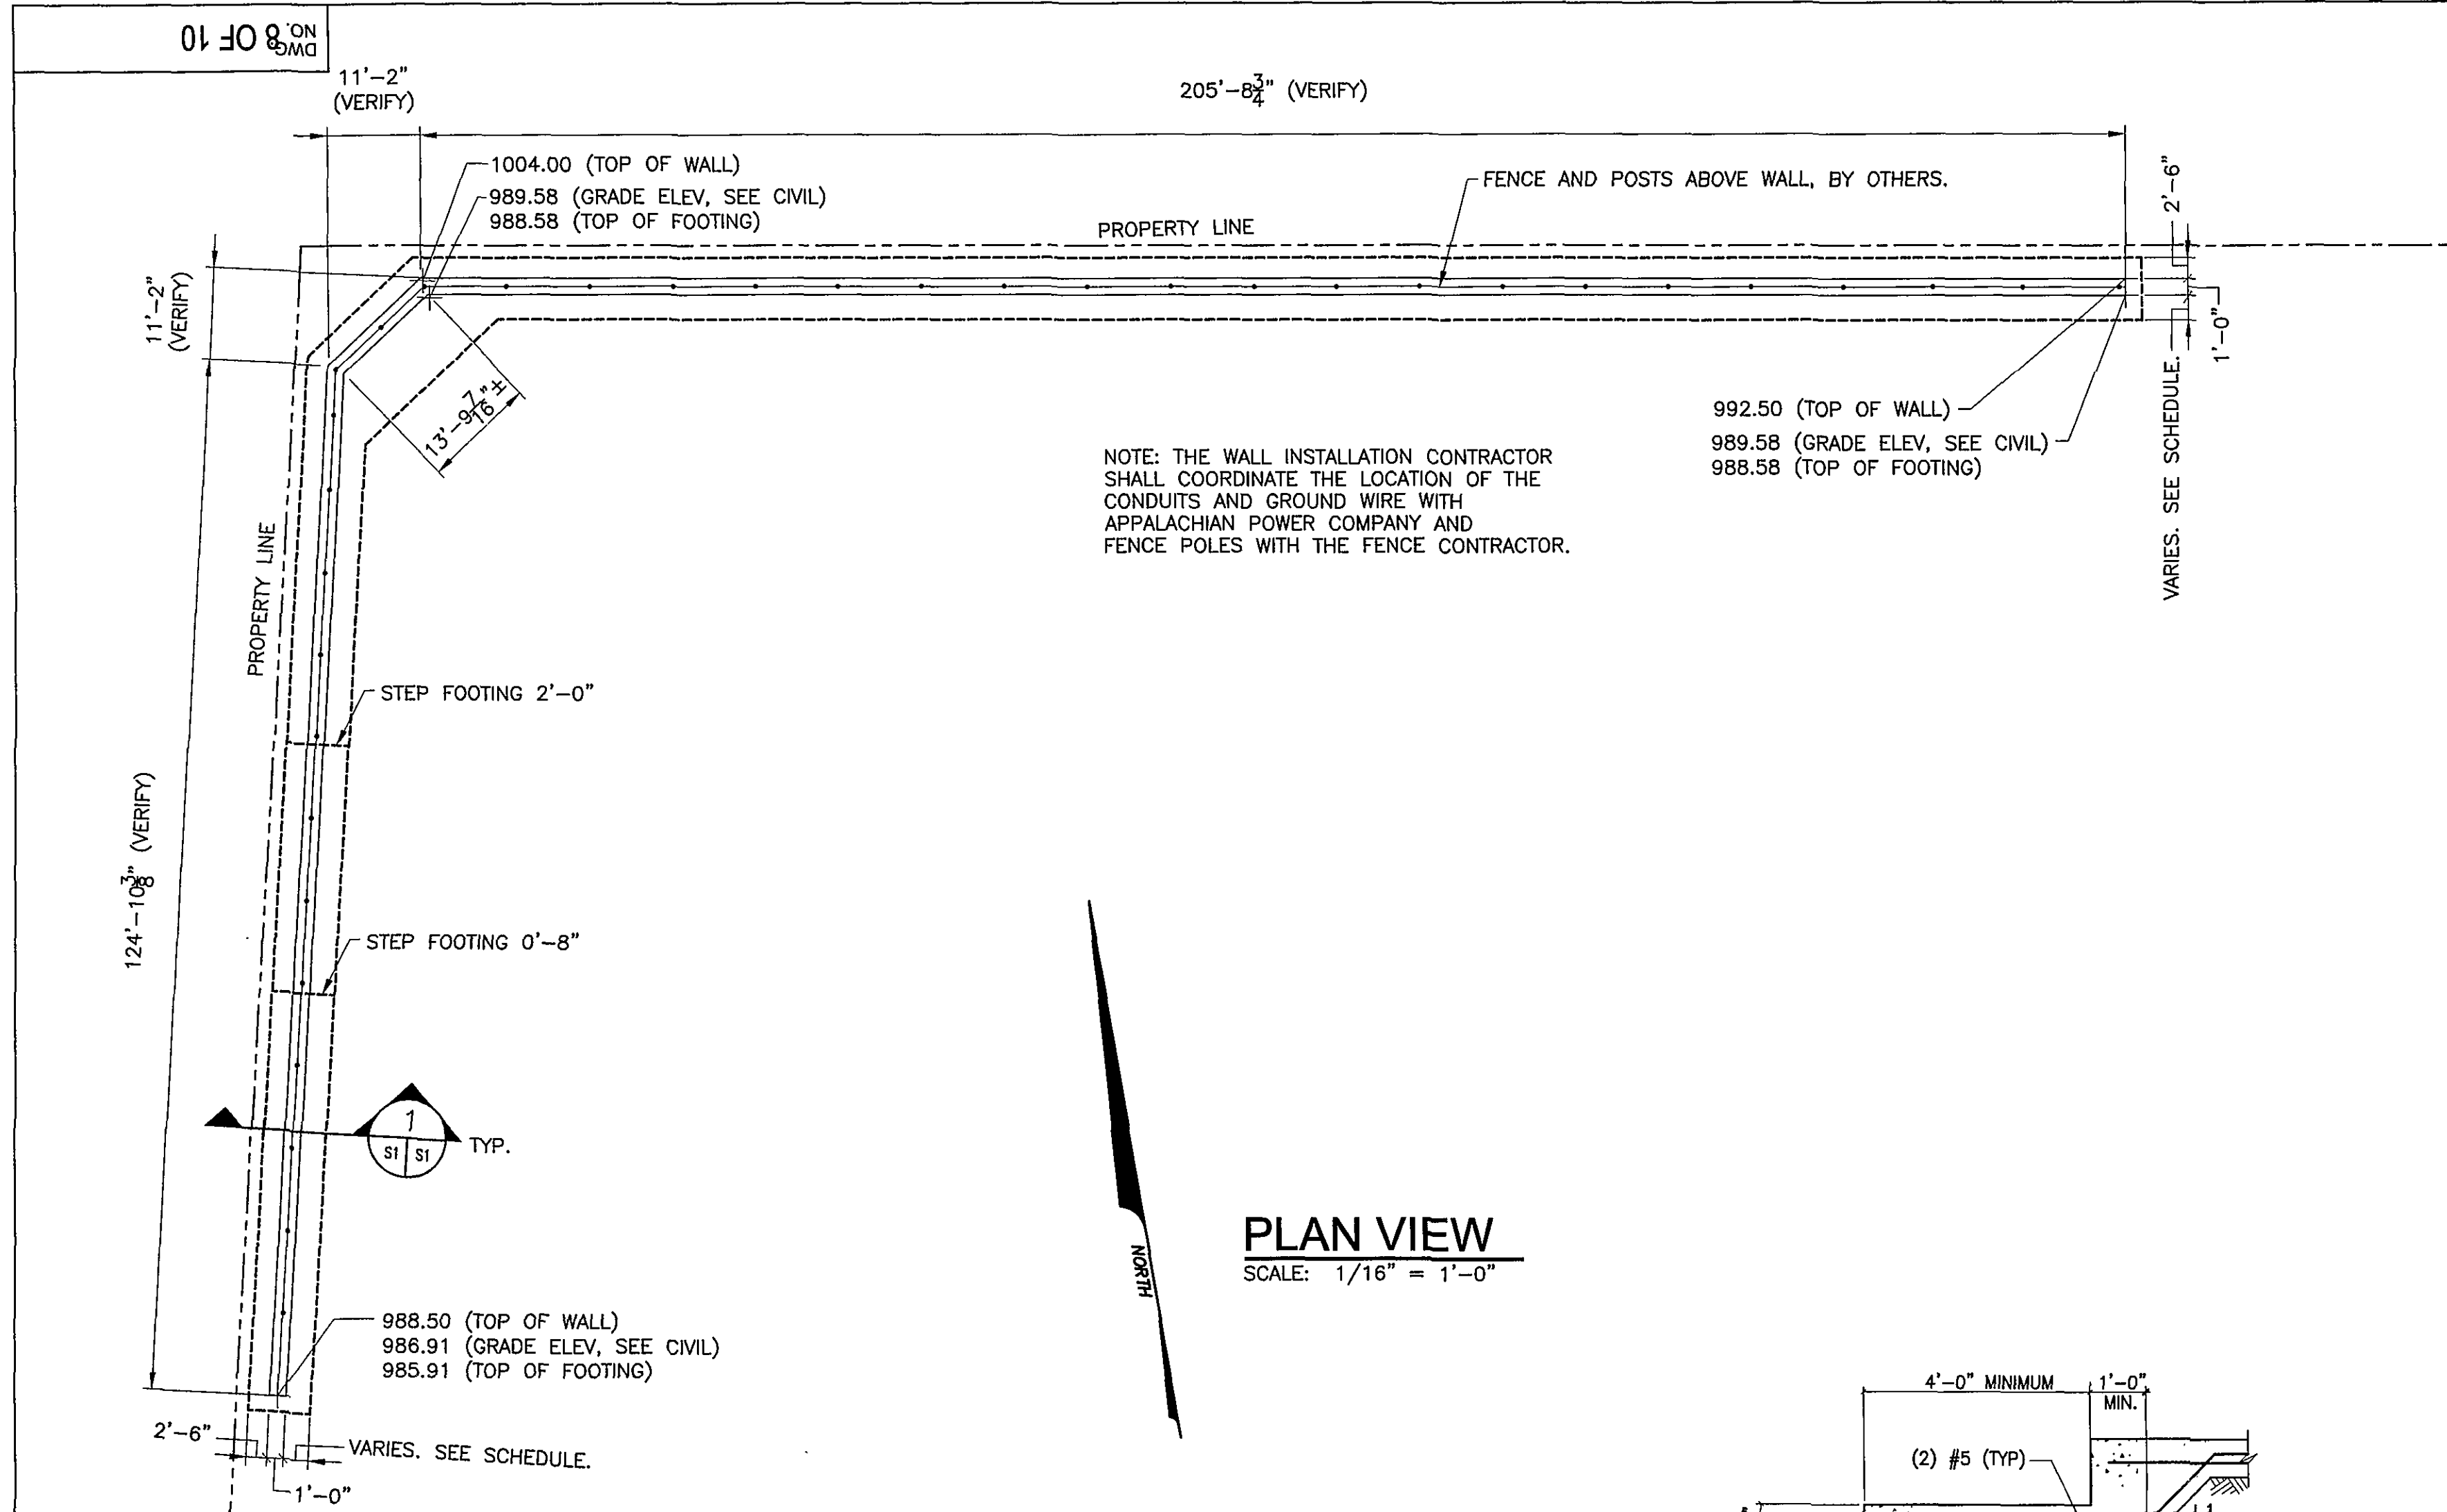 DWG NO. 8 OF 10
11'-2"
(VERIFY)
205'-8 3/4" (VERIFY)
1004.00 (TOP OF WALL)
989.58 (GRADE ELEV, SEE CIVIL)
988.58 (TOP OF FOOTING)
FENCE AND POSTS ABOVE WALL, BY OTHERS.
PROPERTY LINE
2'-6"
1'-0"
VARIES. SEE SCHEDULE.
11'-2"
(VERIFY)
13'-9 7/16"±
992.50 (TOP OF WALL)
989.58 (GRADE ELEV, SEE CIVIL)
988.58 (TOP OF FOOTING)
NOTE: THE WALL INSTALLATION CONTRACTOR
SHALL COORDINATE THE LOCATION OF THE
CONDUITS AND GROUND WIRE WITH
APPALACHIAN POWER COMPANY AND
FENCE POLES WITH THE FENCE CONTRACTOR.
PROPERTY LINE
STEP FOOTING 2'-0"
124'-10 3/8" (VERIFY)
STEP FOOTING 0'-8"
1
S1 S1
TYP.
NORTH
PLAN VIEW
SCALE: 1/16" = 1'-0"
988.50 (TOP OF WALL)
986.91 (GRADE ELEV, SEE CIVIL)
985.91 (TOP OF FOOTING)
2'-6"
VARIES. SEE SCHEDULE.
1'-0"
4'-0" MINIMUM
1'-0"
MIN.
(2) #5 (TYP)
1